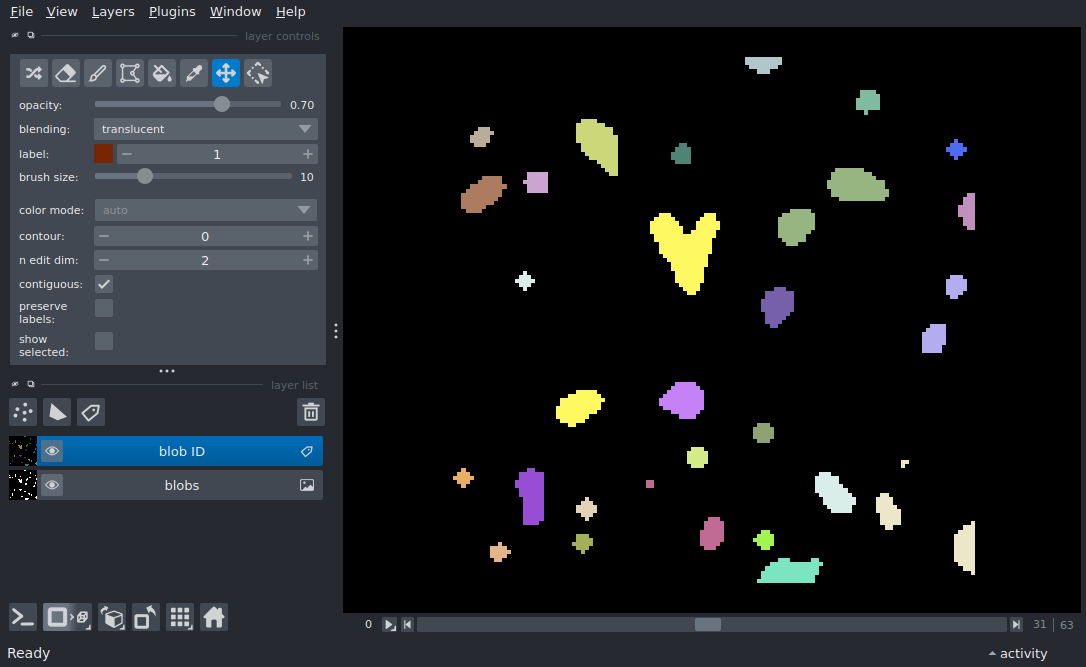 File View Layers Plugins Window Help
layer controls
opacity: 0.70
blending: translucent
label: − 1 +
brush size: 10
color mode: auto
contour: − 0 +
n edit dim: − 2 +
contiguous:
preserve
labels:
show
selected:
layer list
blob ID
blobs
0 31 | 63
Ready activity